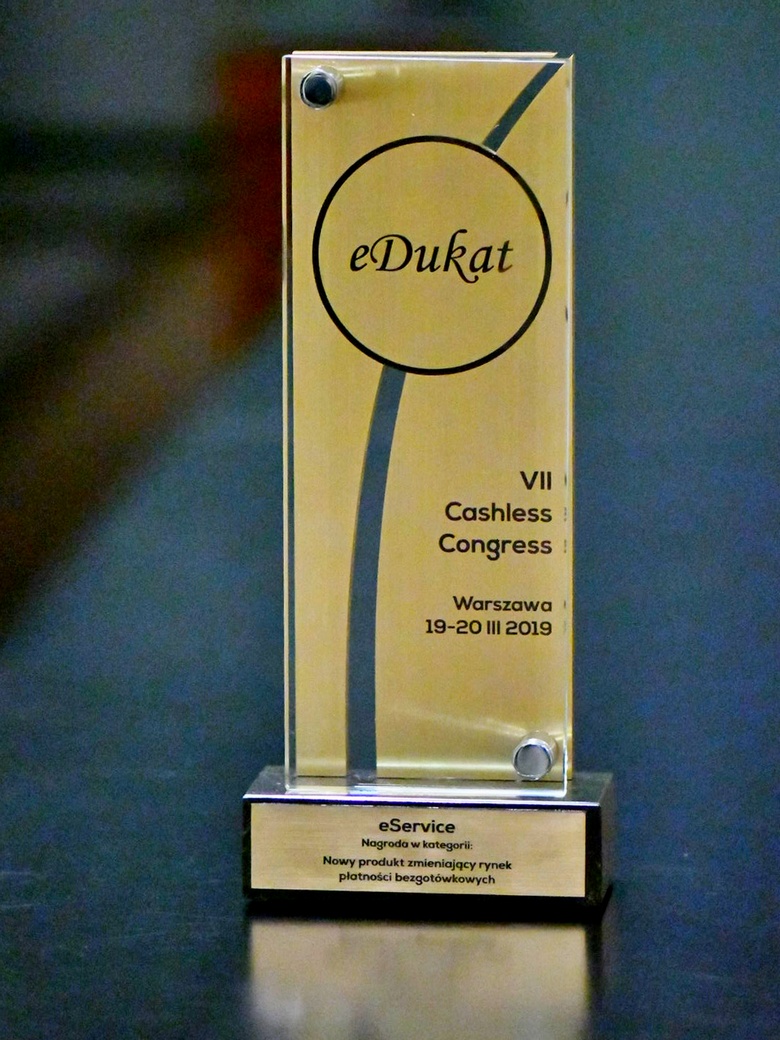 eDukat
VII
Cashless
Congress
Warszawa
19-20 III 2019
eService
Nagroda w kategorii:
Nowy produkt zmieniający rynek
płatności bezgotówkowych